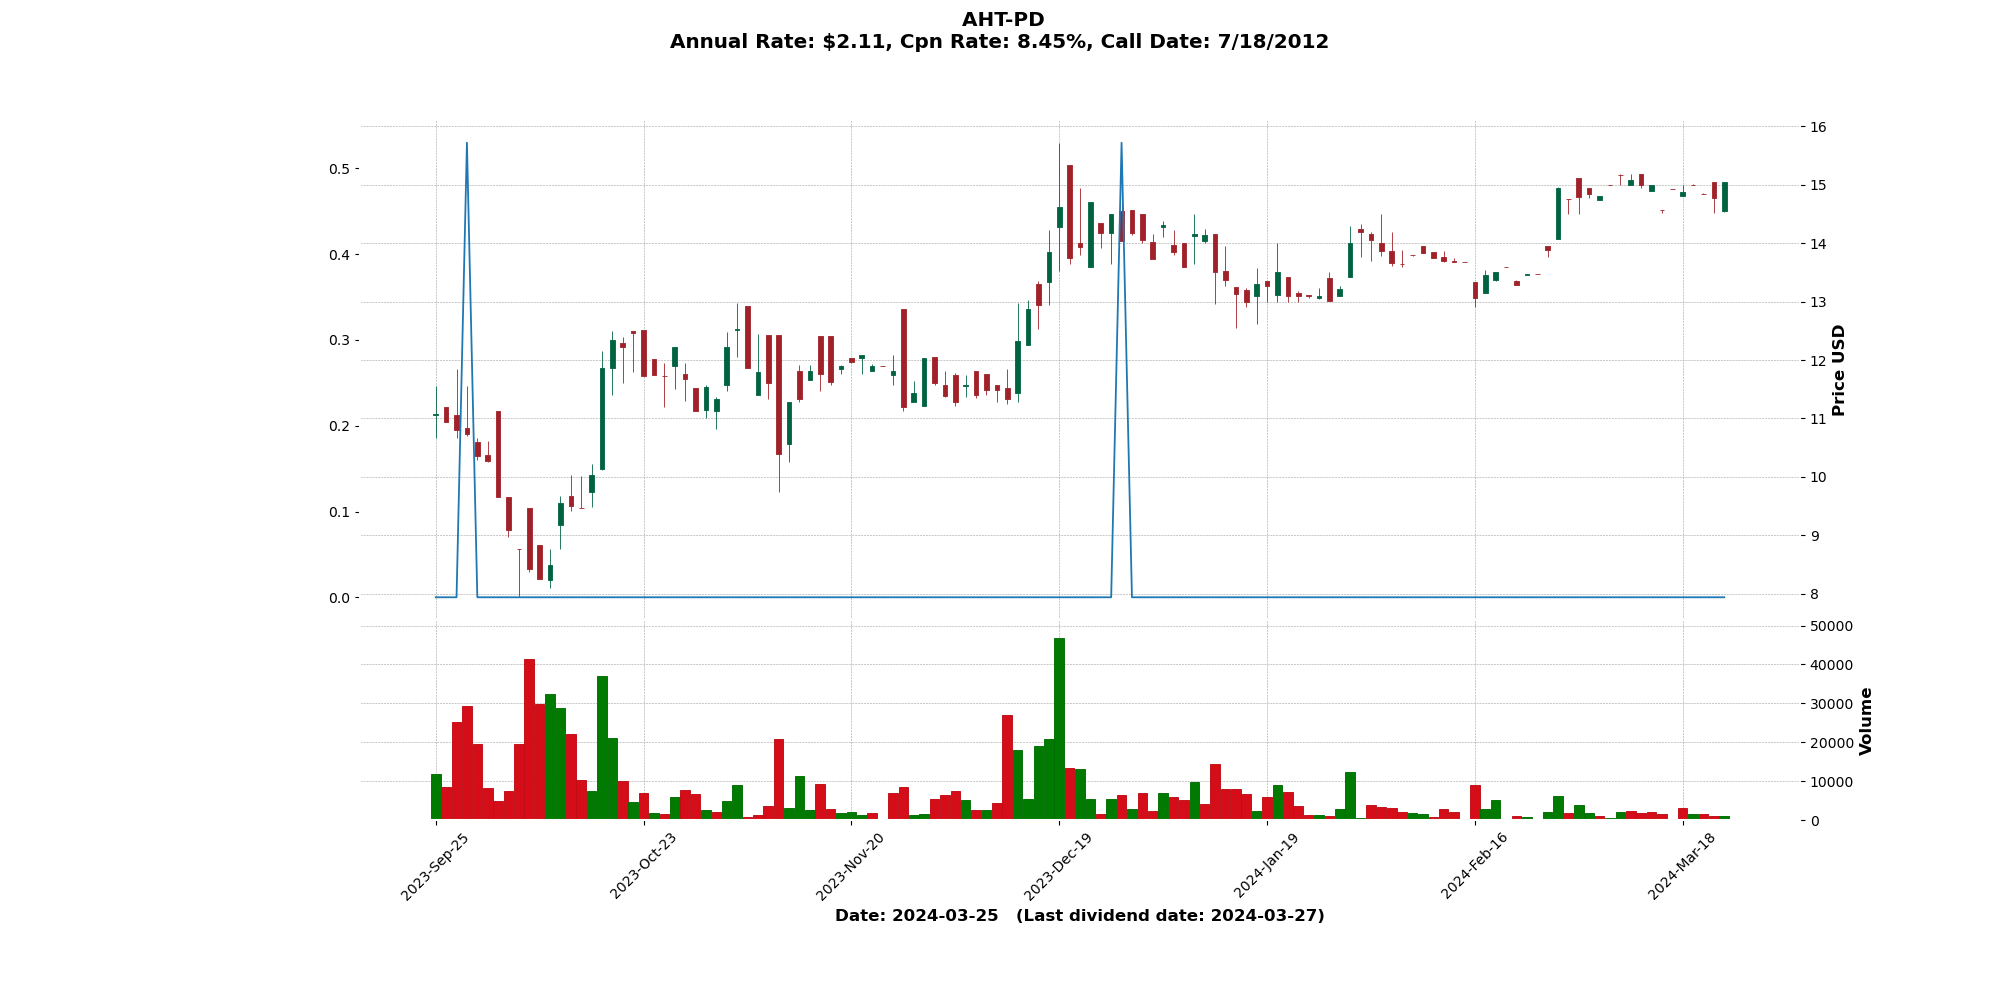 AHT-PD
Annual Rate: $2.11, Cpn Rate: 8.45%, Call Date: 7/18/2012
0.5
0.4
0.3
0.2
0.1
0.0
16
15
14
13
12
11
10
9
8
Price USD
50000
40000
30000
20000
10000
0
Volume
2023-Sep-25
2023-Oct-23
2023-Nov-20
2023-Dec-19
2024-Jan-19
2024-Feb-16
2024-Mar-18
Date: 2024-03-25 (Last dividend date: 2024-03-27)